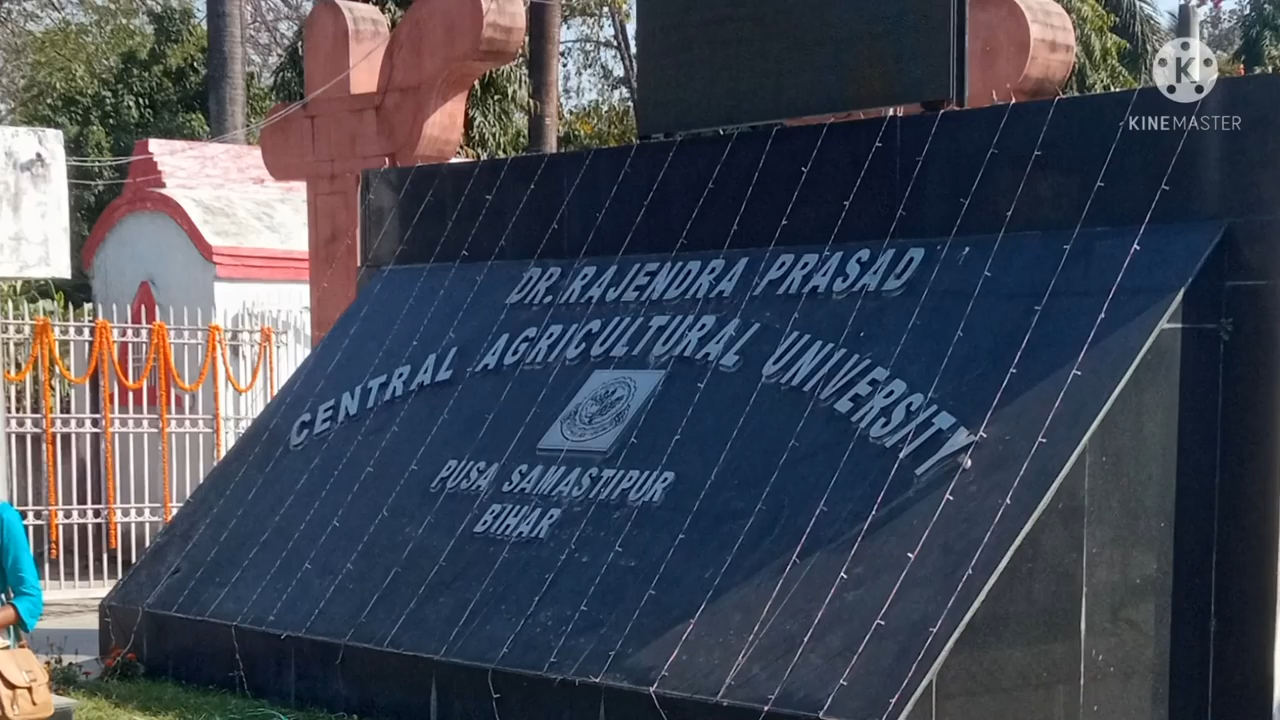 KINEMASTER
DR. RAJENDRA PRASAD
CENTRAL AGRICULTURAL UNIVERSITY
PUSA SAMASTIPUR
BIHAR